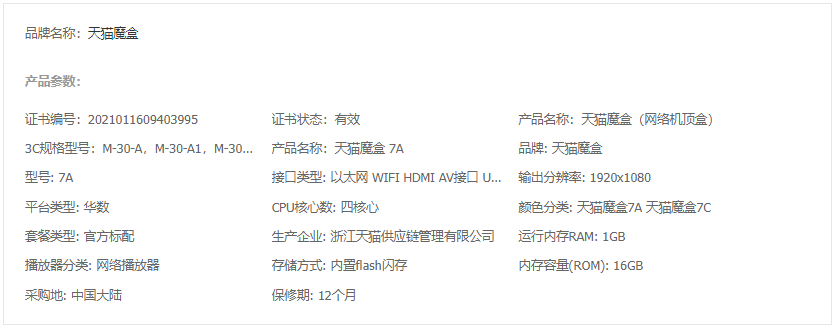 品牌名称：天猫魔盒
产品参数：
证书编号：2021011609403995 证书状态：有效 产品名称：天猫魔盒（网络机顶盒）
3C规格型号：M-30-A，M-30-A1，M-30... 产品名称：天猫魔盒 7A 品牌: 天猫魔盒
型号: 7A 接口类型: 以太网 WIFI HDMI AV接口 U... 输出分辨率: 1920x1080
平台类型: 华数 CPU核心数: 四核心 颜色分类: 天猫魔盒7A 天猫魔盒7C
套餐类型: 官方标配 生产企业: 浙江天猫供应链管理有限公司 运行内存RAM: 1GB
播放器分类: 网络播放器 存储方式: 内置flash闪存 内存容量(ROM): 16GB
采购地: 中国大陆 保修期: 12个月